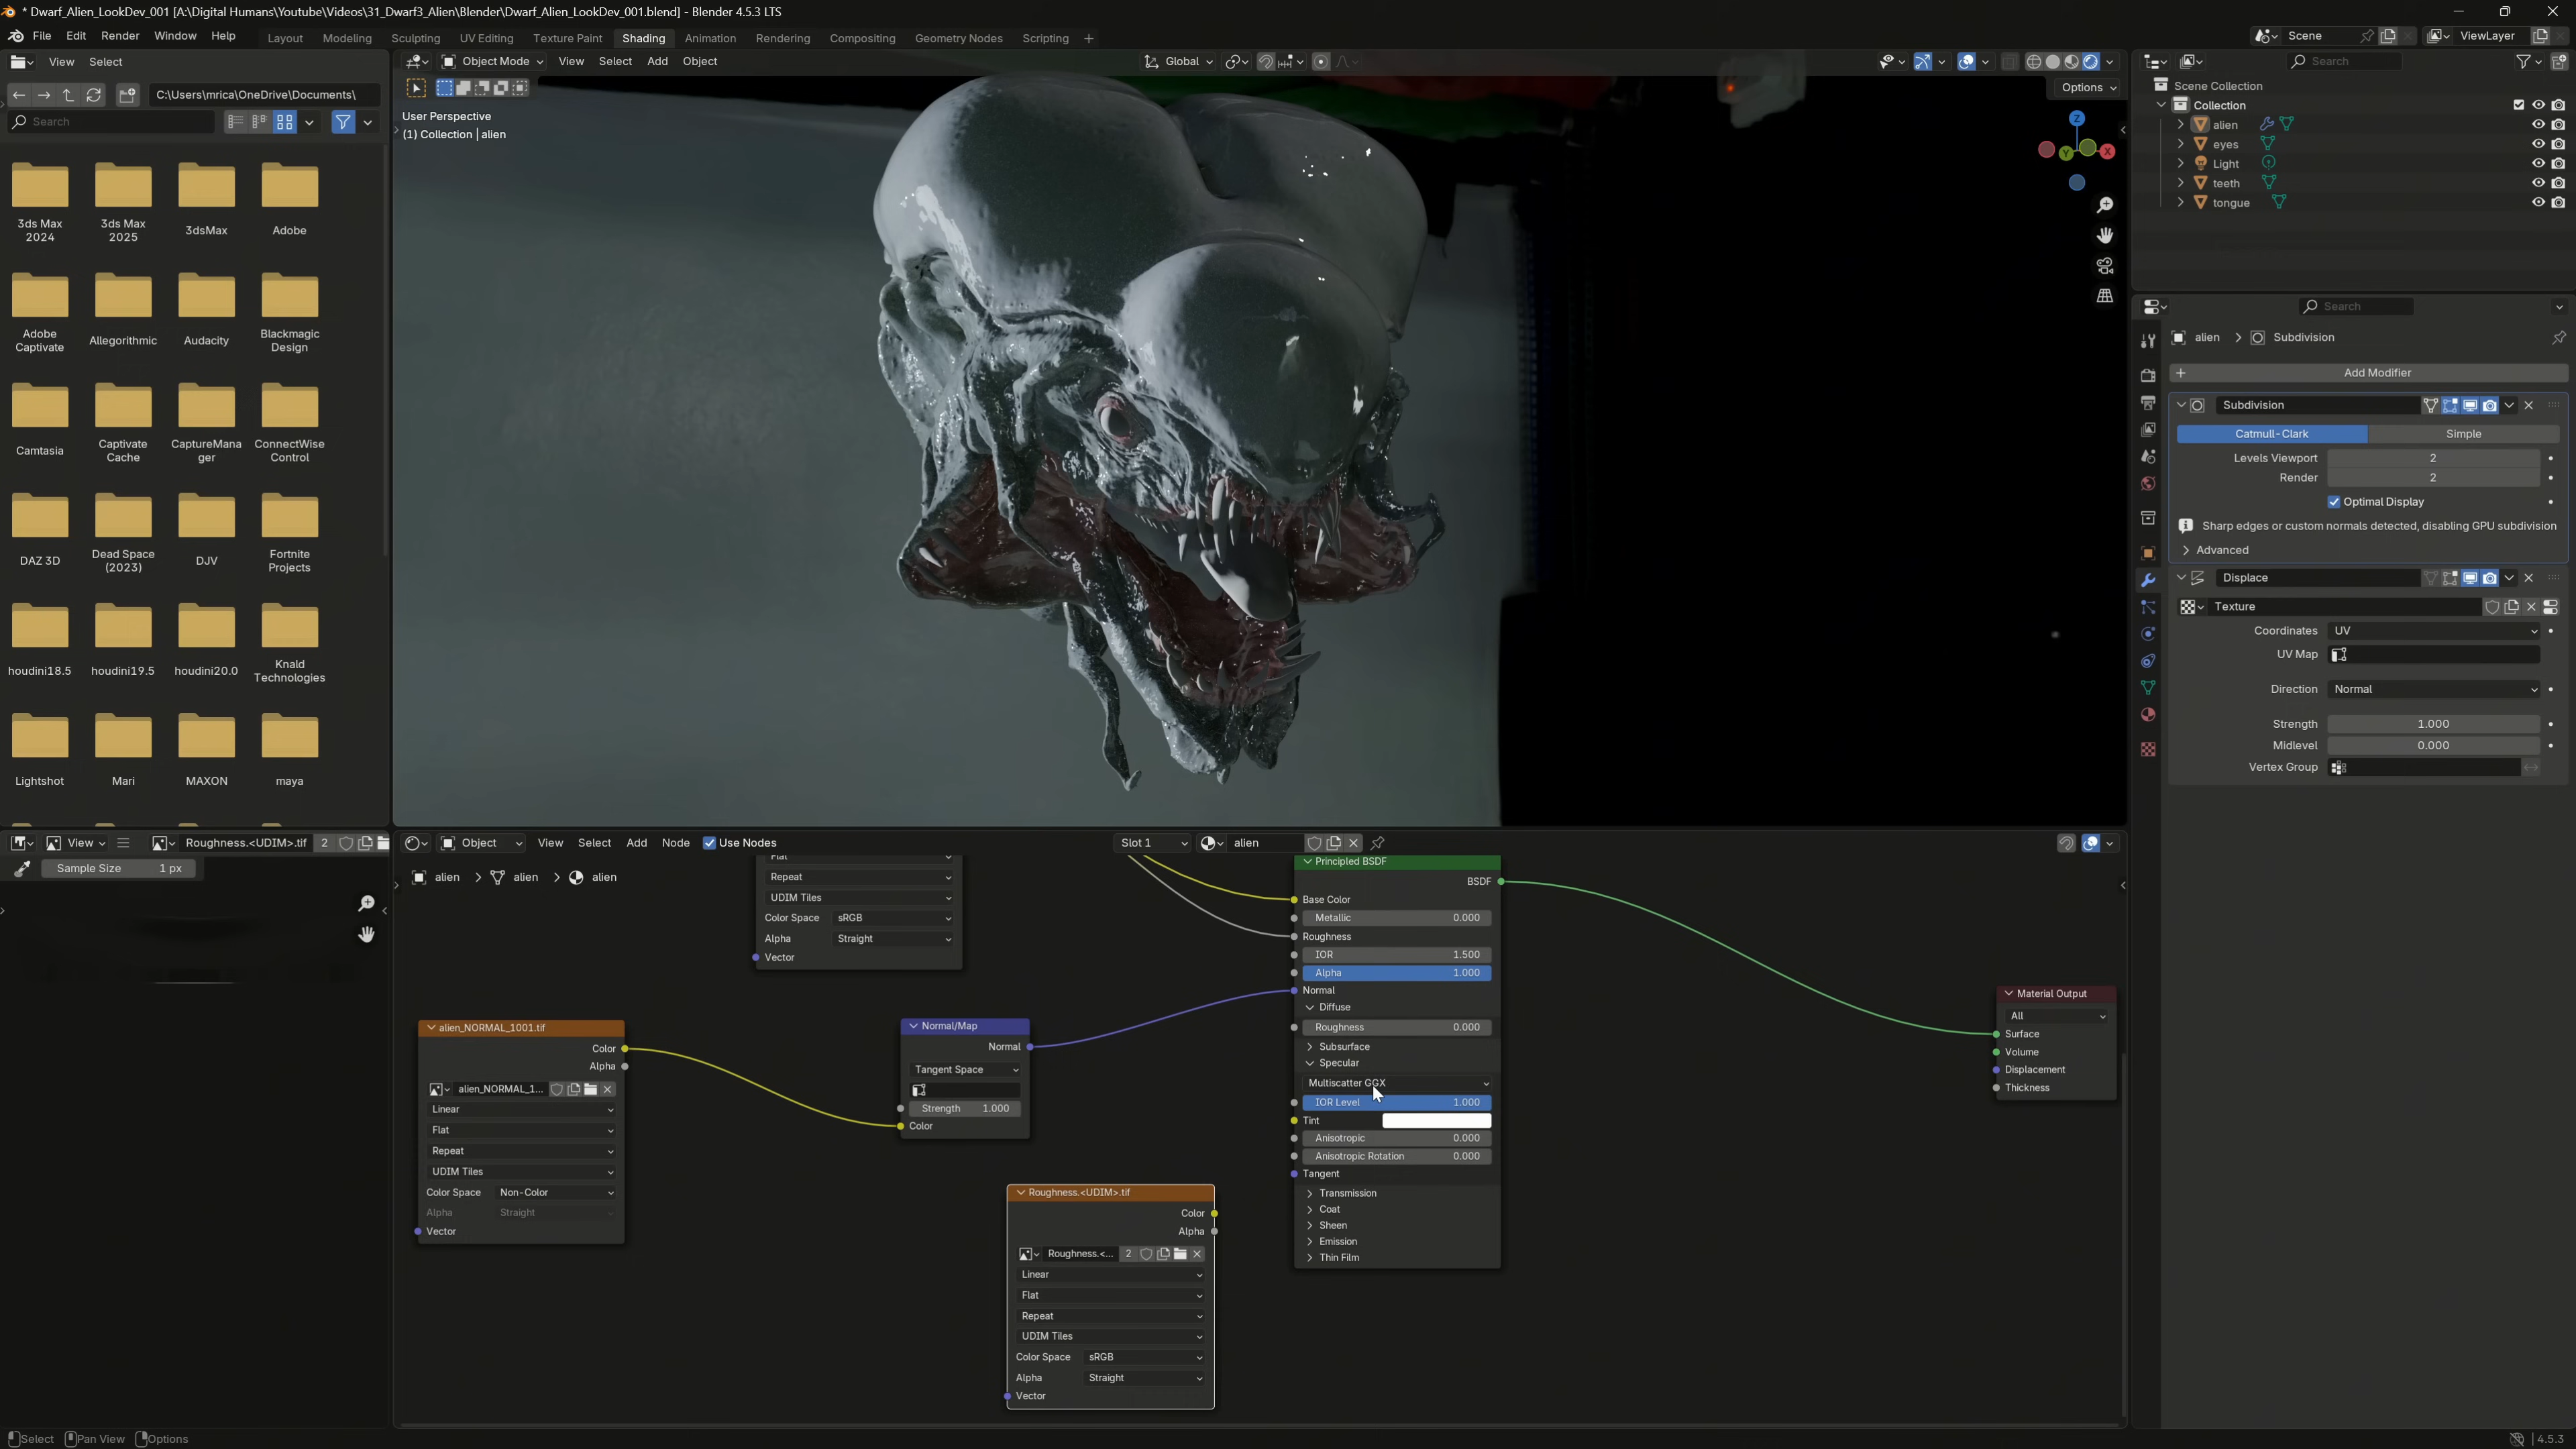 * Dwarf_Alien_LookDev_001 [A:\Digital Humans\Youtube\Videos\31_Dwarf3_Alien\Blender\Dwarf_Alien_LookDev_001.blend] - Blender 4.5.3 LTS
File Edit Render Window Help Layout Modeling Sculpting UV Editing Texture Paint Shading Animation Rendering Compositing Geometry Nodes Scripting + Scene ViewLayer
View Select
Object Mode View Select Add Object Global
Search
C:\Users\mrica\OneDrive\Documents\
Options
Search
User Perspective
(1) Collection | alien
3ds Max 2024
3ds Max 2025
3dsMax
Adobe
Adobe Captivate
Allegorithmic
Audacity
Blackmagic Design
Camtasia
Captivate Cache
CaptureMana
ger
ConnectWise Control
DAZ 3D
Dead Space (2023)
DJV
Fortnite Projects
houdini18.5
houdini19.5
houdini20.0
Knald Technologies
Lightshot
Mari
MAXON
maya
Z
Y
X
Scene Collection
Collection
alien
eyes
Light
teeth
tongue
Search
alien > Subdivision
Add Modifier
Subdivision
Catmull-Clark Simple
Levels Viewport 2
Render 2
Optimal Display
Sharp edges or custom normals detected, disabling GPU subdivision
Advanced
Displace
Texture
Coordinates UV
UV Map
Direction Normal
Strength 1.000
Midlevel 0.000
Vertex Group
View Roughness.<UDIM>.tif 2
Sample Size 1 px
Object View Select Add Node Use Nodes Slot 1 alien
alien > alien > alien
Flat
Repeat
UDIM Tiles
Color Space sRGB
Alpha Straight
Vector
alien_NORMAL_1001.tif
Color
Alpha
alien_NORMAL_1...
Linear
Flat
Repeat
UDIM Tiles
Color Space Non-Color
Alpha Straight
Vector
Normal/Map
Normal
Tangent Space
Strength 1.000
Color
Roughness.<UDIM>.tif
Color
Alpha
Roughness.<... 2
Linear
Flat
Repeat
UDIM Tiles
Color Space sRGB
Alpha Straight
Vector
Principled BSDF
BSDF
Base Color
Metallic 0.000
Roughness
IOR 1.500
Alpha 1.000
Normal
Diffuse
Roughness 0.000
Subsurface
Specular
Multiscatter GGX
IOR Level 1.000
Tint
Anisotropic 0.000
Anisotropic Rotation 0.000
Tangent
Transmission
Coat
Sheen
Emission
Thin Film
Material Output
All
Surface
Volume
Displacement
Thickness
Select Pan View Options
4.5.3